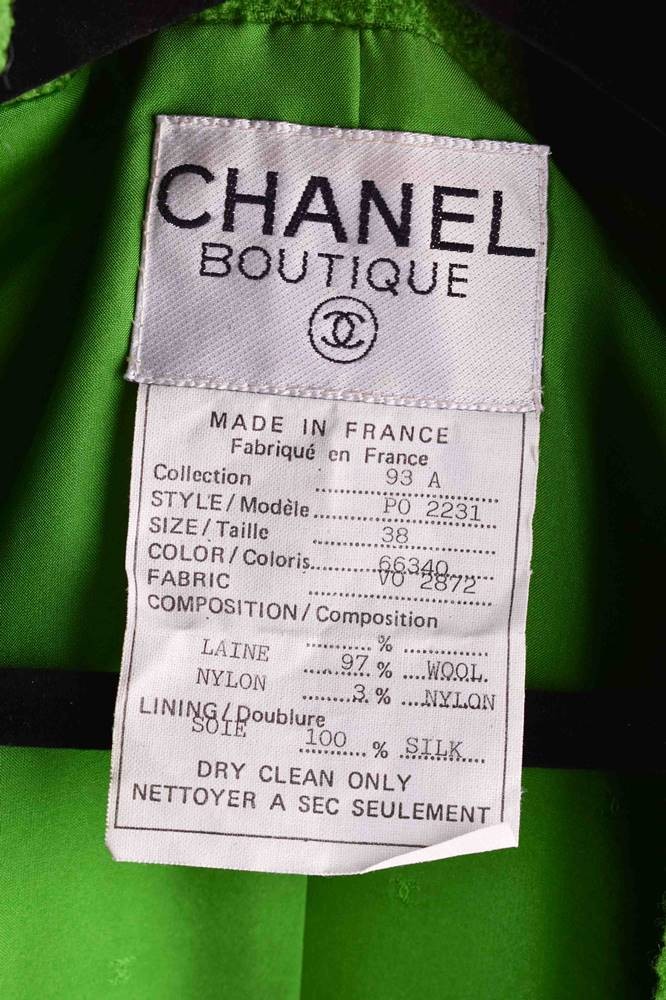 CHANEL
BOUTIQUE
MADE IN FRANCE
Fabriqué en France
Collection 93 A
STYLE/Modèle PO 2231
SIZE/Taille 38
COLOR/Coloris 66340
FABRIC VO 2872
COMPOSITION/Composition
%
LAINE 97 % WOOL
NYLON 3 % NYLON
LINING/Doublure
SOIE 100 % SILK
DRY CLEAN ONLY
NETTOYER A SEC SEULEMENT